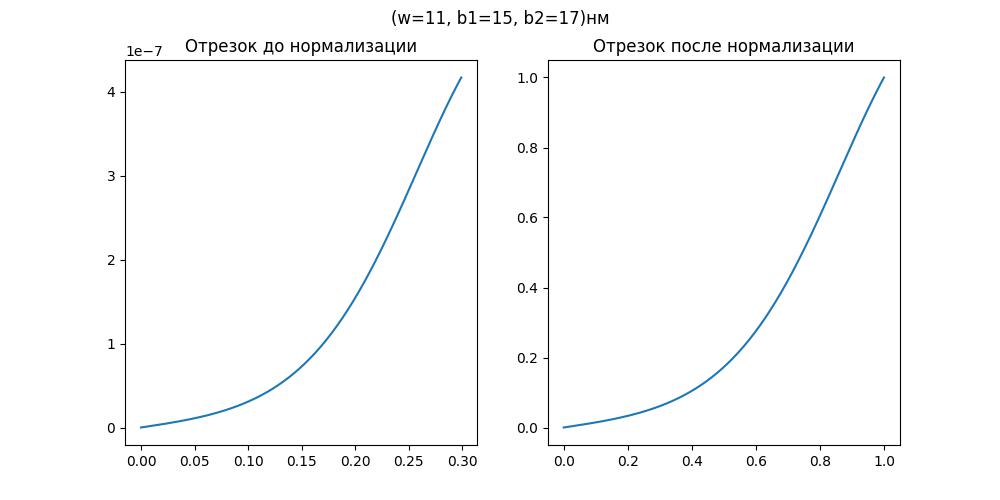 (w=11, b1=15, b2=17)нм
Отрезок до нормализации
1e−7
4
3
2
1
0
0.00 0.05 0.10 0.15 0.20 0.25 0.30
Отрезок после нормализации
1.0
0.8
0.6
0.4
0.2
0.0
0.0 0.2 0.4 0.6 0.8 1.0